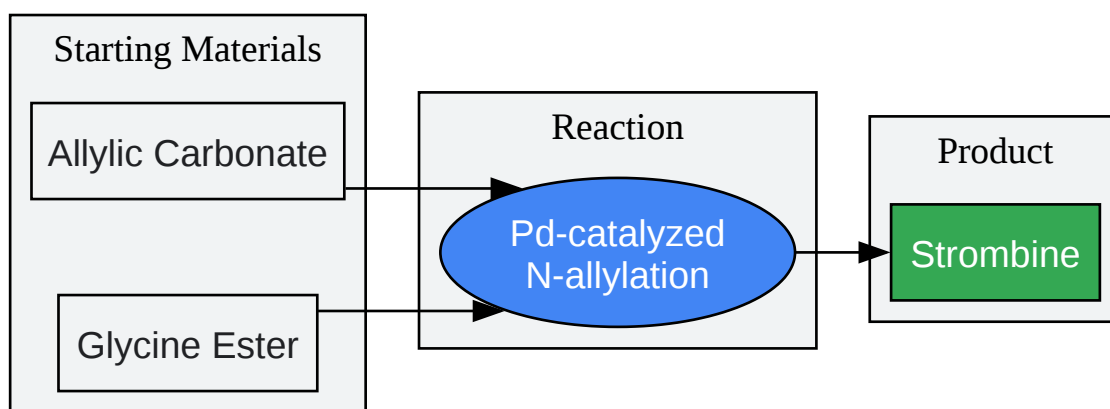 Starting Materials
Allylic Carbonate
Glycine Ester
Reaction
Pd-catalyzed
N-allylation
Product
Strombine